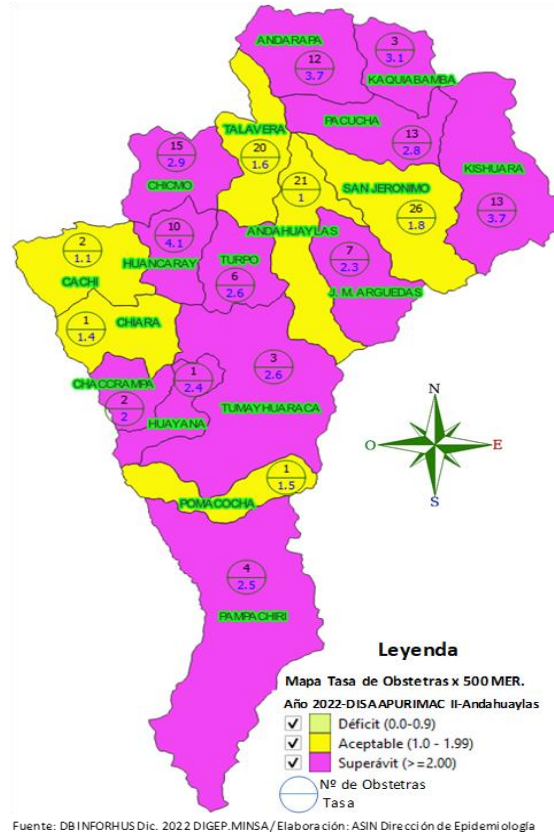 ANDARAPA
12
3.7
3
3.1
KAQUIABAMBA
PACUCHA
13
2.8
TALAVERA
20
1.6
15
2.9
CHICMO
KISHUARA
13
3.7
21
1
SAN JERONIMO
26
1.8
10
4.1
HUANCARAY
ANDAHUAYLAS
TURPO
6
2.6
7
2.3
J. M. ARGUEDAS
2
1.1
CACHI
1
1.4
CHIARA
CHACCRAMPA
2
2
1
2.4
HUAYANA
3
2.6
TUMAYHUARACA
N
O
E
S
1
1.5
POMACOCHA
4
2.5
PAMPACHIRI
Leyenda
Mapa Tasa de Obstetras x 500 MER.
Año 2022-DISA APURIMAC II-Andahuaylas
Déficit (0.0-0.9)
Aceptable (1.0 - 1.99)
Superávit (>=2.00)
Nº de Obstetras
Tasa
Fuente: DB INFORHUS Dic. 2022 DIGEP.MINSA/ Elaboración: ASIN Dirección de Epidemiología